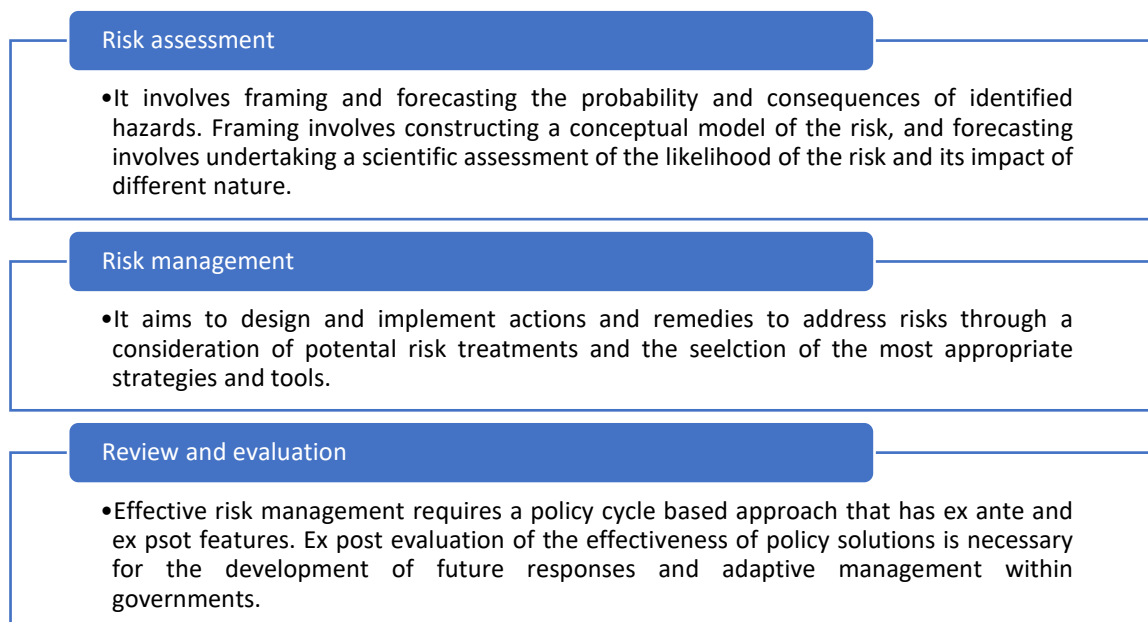 Risk assessment
•It involves framing and forecasting the probability and consequences of identified
hazards. Framing involves constructing a conceptual model of the risk, and forecasting
involves undertaking a scientific assessment of the likelihood of the risk and its impact of
different nature.
Risk management
•It aims to design and implement actions and remedies to address risks through a
consideration of potental risk treatments and the seelction of the most appropriate
strategies and tools.
Review and evaluation
•Effective risk management requires a policy cycle based approach that has ex ante and
ex psot features. Ex post evaluation of the effectiveness of policy solutions is necessary
for the development of future responses and adaptive management within
governments.